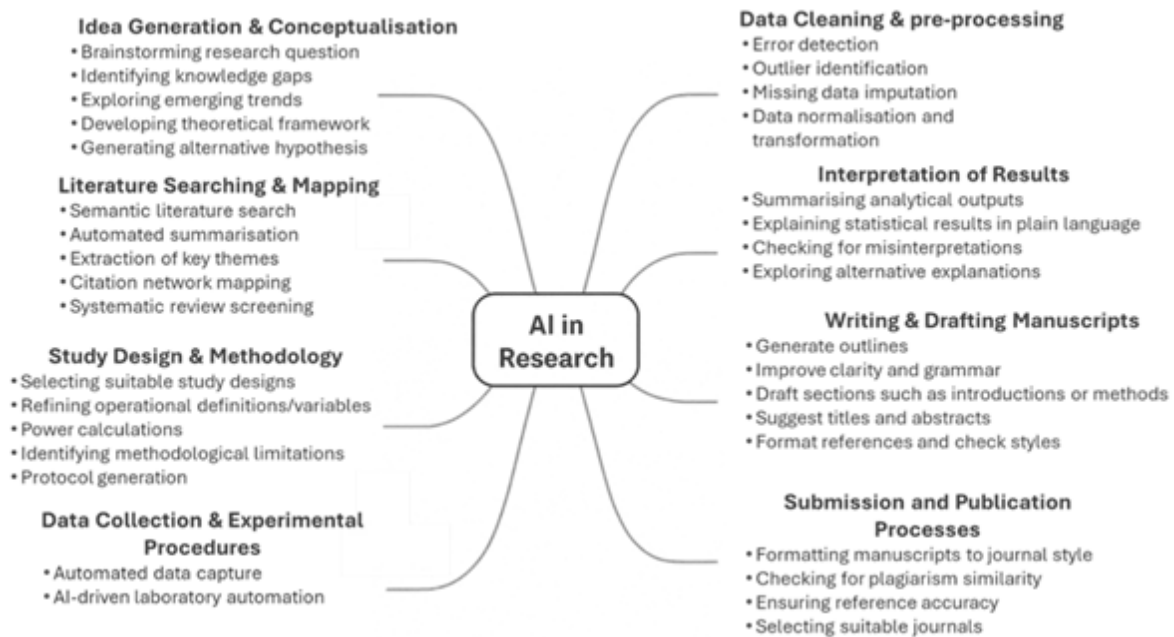 Idea Generation & Conceptualisation
• Brainstorming research question
• Identifying knowledge gaps
• Exploring emerging trends
• Developing theoretical framework
• Generating alternative hypothesis
Literature Searching & Mapping
• Semantic literature search
• Automated summarisation
• Extraction of key themes
• Citation network mapping
• Systematic review screening
Study Design & Methodology
• Selecting suitable study designs
• Refining operational definitions/variables
• Power calculations
• Identifying methodological limitations
• Protocol generation
Data Collection & Experimental
Procedures
• Automated data capture
• AI-driven laboratory automation
AI in
Research
Data Cleaning & pre-processing
• Error detection
• Outlier identification
• Missing data imputation
• Data normalisation and
transformation
Interpretation of Results
• Summarising analytical outputs
• Explaining statistical results in plain language
• Checking for misinterpretations
• Exploring alternative explanations
Writing & Drafting Manuscripts
• Generate outlines
• Improve clarity and grammar
• Draft sections such as introductions or methods
• Suggest titles and abstracts
• Format references and check styles
Submission and Publication
Processes
• Formatting manuscripts to journal style
• Checking for plagiarism similarity
• Ensuring reference accuracy
• Selecting suitable journals